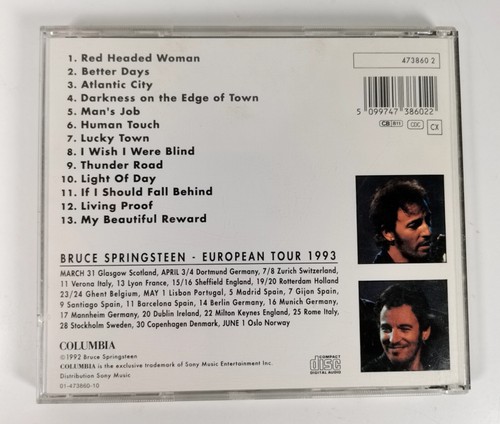 1. Red Headed Woman
2. Better Days
3. Atlantic City
4. Darkness on the Edge of Town
5. Man's Job
6. Human Touch
7. Lucky Town
8. I Wish I Were Blind
9. Thunder Road
10. Light Of Day
11. If I Should Fall Behind
12. Living Proof
13. My Beautiful Reward
473860 2
5 099747 386022
CB 811
CDC
CX
BRUCE SPRINGSTEEN - EUROPEAN TOUR 1993
MARCH 31 Glasgow Scotland, APRIL 3/4 Dortmund Germany, 7/8 Zurich Switzerland,
11 Verona Italy, 13 Lyon France, 15/16 Sheffield England, 19/20 Rotterdam Holland
23/24 Ghent Belgium, MAY 1 Lisbon Portugal, 5 Madrid Spain, 7 Gijon Spain,
9 Santiago Spain, 11 Barcelona Spain, 14 Berlin Germany, 16 Munich Germany,
17 Mannheim Germany, 20 Dublin Ireland, 22 Milton Keynes England, 25 Rome Italy,
28 Stockholm Sweden, 30 Copenhagen Denmark, JUNE 1 Oslo Norway
COLUMBIA
©1992 Bruce Springsteen
COLUMBIA is the exclusive trademark of Sony Music Entertainment Inc.
Distribution Sony Music
01-473860-10
COMPACT
disc
DIGITAL AUDIO